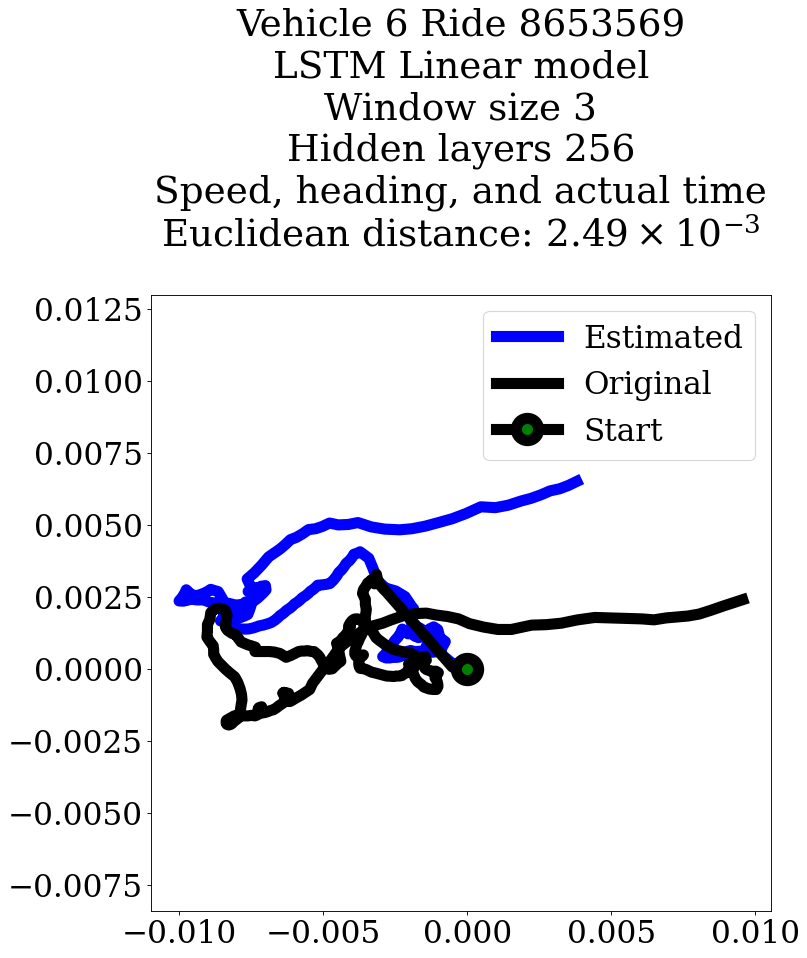 Vehicle 6 Ride 8653569
LSTM Linear model
Window size 3
Hidden layers 256
Speed, heading, and actual time
Euclidean distance: 2.49 × 10⁻³
0.0125
0.0100
0.0075
0.0050
0.0025
0.0000
−0.0025
−0.0050
−0.0075
Estimated
Original
Start
−0.010 −0.005 0.000 0.005 0.010